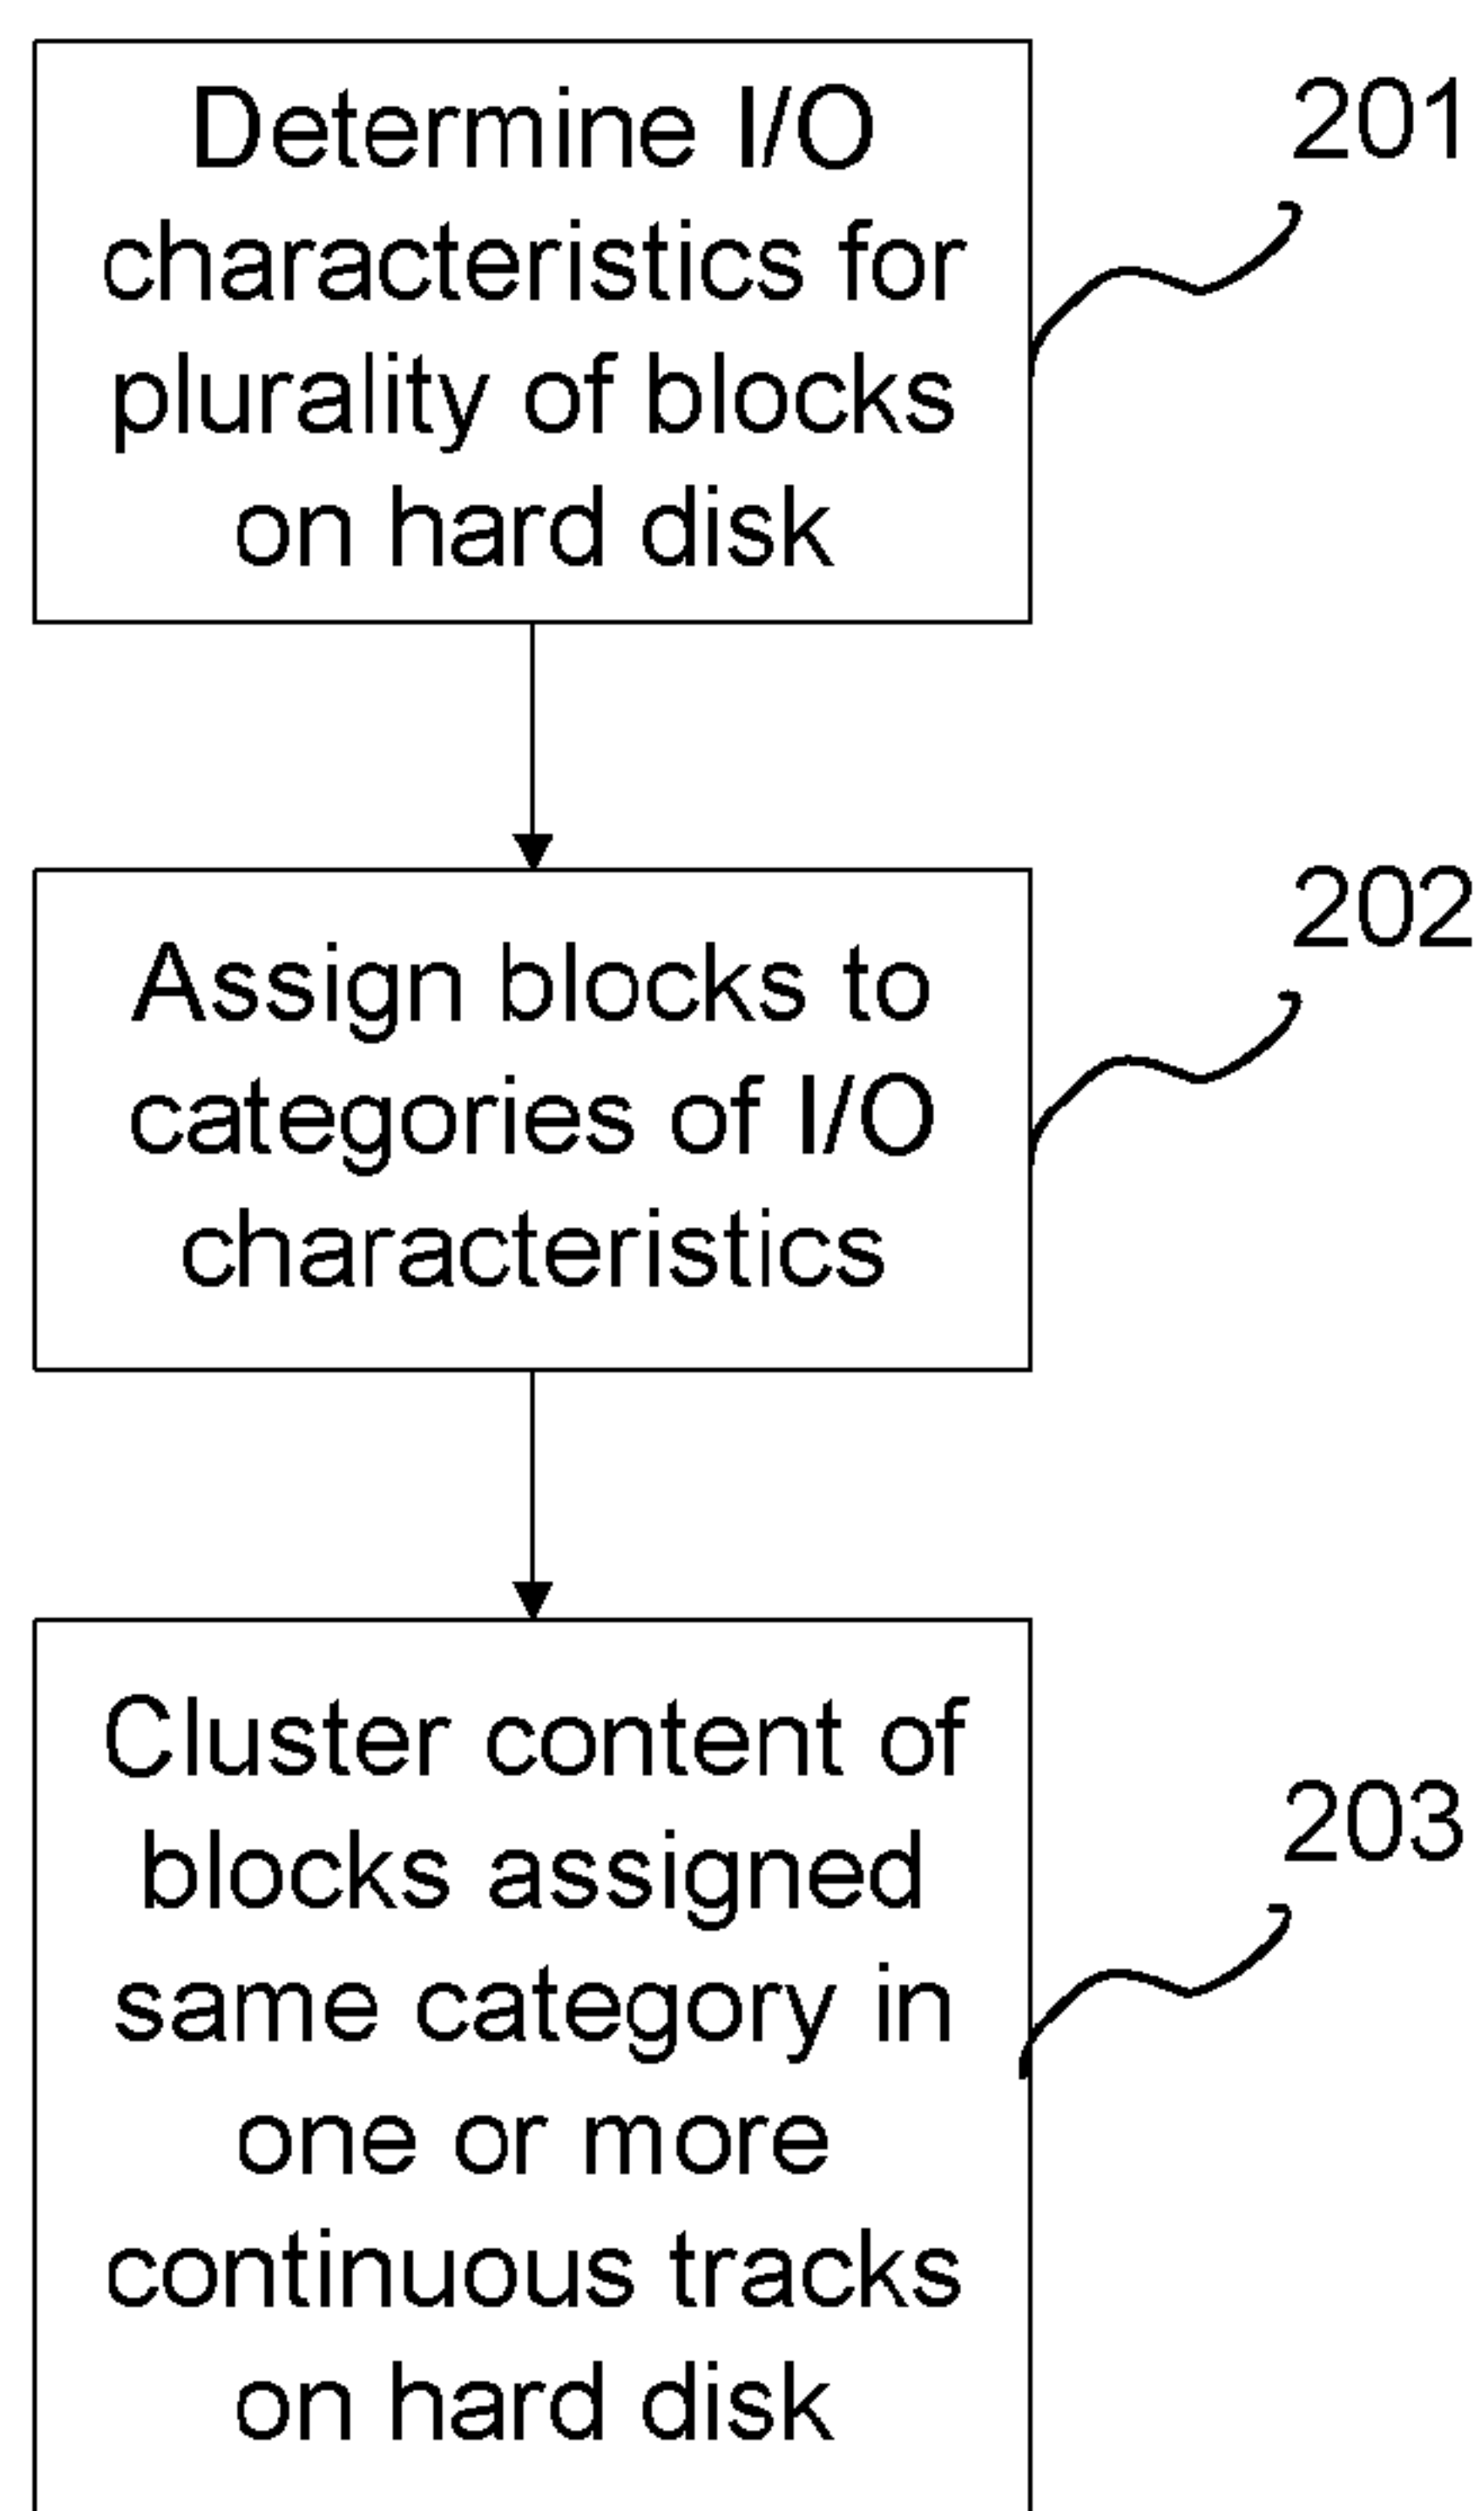 Determine I/O
characteristics for
plurality of blocks
on hard disk
201
Assign blocks to
categories of I/O
characteristics
202
Cluster content of
blocks assigned
same category in
one or more
continuous tracks
on hard disk
203